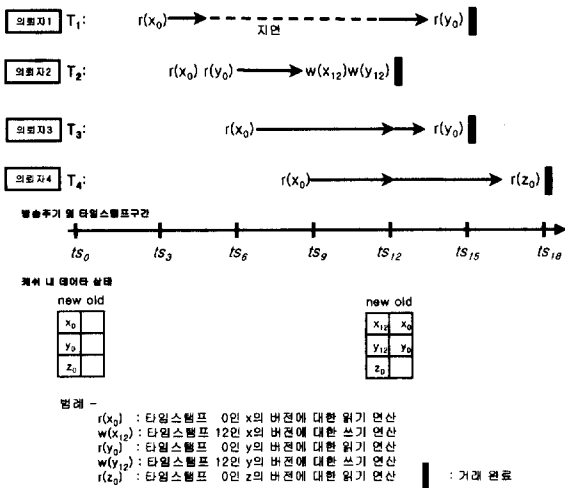 의뢰자1 T1: r(x0) 지연 r(y0)
의뢰자2 T2: r(x0) r(y0) w(x12)w(y12)
의뢰자3 T3: r(x0) r(y0)
의뢰자4 T4: r(x0) r(z0)
방송주기 및 타임스탬프구간
ts0 ts3 ts6 ts9 ts12 ts15 ts18
캐쉬 내 데이타 상태
new old new old
x0 x12 x0
y0 y12 y0
z0 z0
범례 –
r(x0) : 타임스탬프 0인 x의 버전에 대한 읽기 연산
w(x12) : 타임스탬프 12인 x의 버전에 대한 쓰기 연산
r(y0) : 타임스탬프 0인 y의 버전에 대한 읽기 연산
w(y12) : 타임스탬프 12인 y의 버전에 대한 쓰기 연산
r(z0) : 타임스탬프 0인 z의 버전에 대한 읽기 연산 : 거래 완료